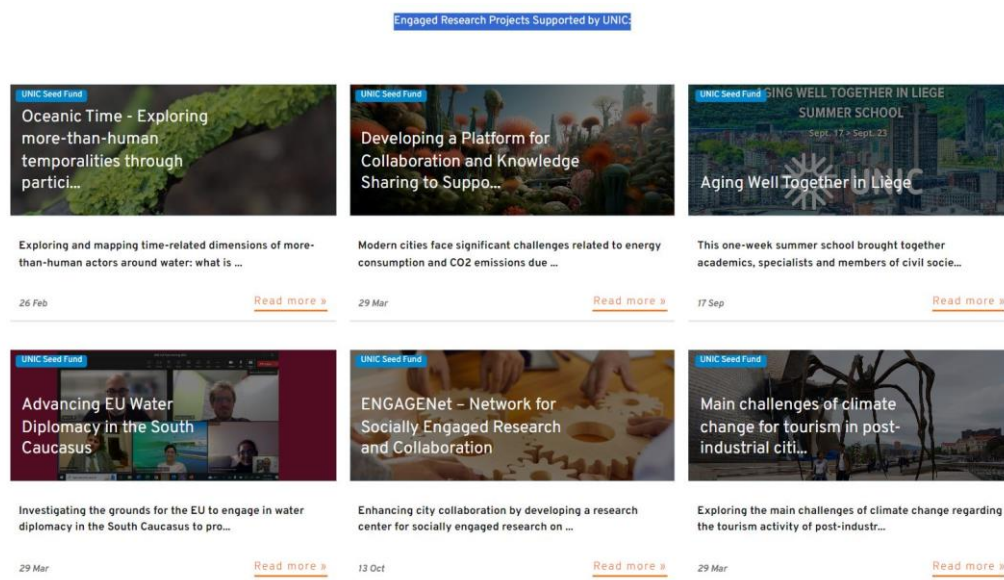 Engaged Research Projects Supported by UNIC:
UNIC Seed Fund
Oceanic Time - Exploring
more-than-human
temporalities through
partici...
Exploring and mapping time-related dimensions of more-
than-human actors around water: what is ...
26 Feb
Read more »
UNIC Seed Fund
Developing a Platform for
Collaboration and Knowledge
Sharing to Suppo...
Modern cities face significant challenges related to energy
consumption and CO2 emissions due ...
29 Mar
Read more »
UNIC Seed Fund
AGING WELL TOGETHER IN LIEGE
SUMMER SCHOOL
Sept. 17 > Sept. 23
UNIC
Aging Well Together in Liège
This one-week summer school brought together
academics, specialists and members of civil socie...
17 Sep
Read more »
UNIC Seed Fund
Advancing EU Water
Diplomacy in the South
Caucasus
Investigating the grounds for the EU to engage in water
diplomacy in the South Caucasus to pro...
29 Mar
Read more »
UNIC Seed Fund
ENGAGENet – Network for
Socially Engaged Research
and Collaboration
Enhancing city collaboration by developing a research
center for socially engaged research on ...
13 Oct
Read more »
UNIC Seed Fund
Main challenges of climate
change for tourism in post-
industrial citi...
Exploring the main challenges of climate change regarding
the tourism activity of post-industr...
29 Mar
Read more »